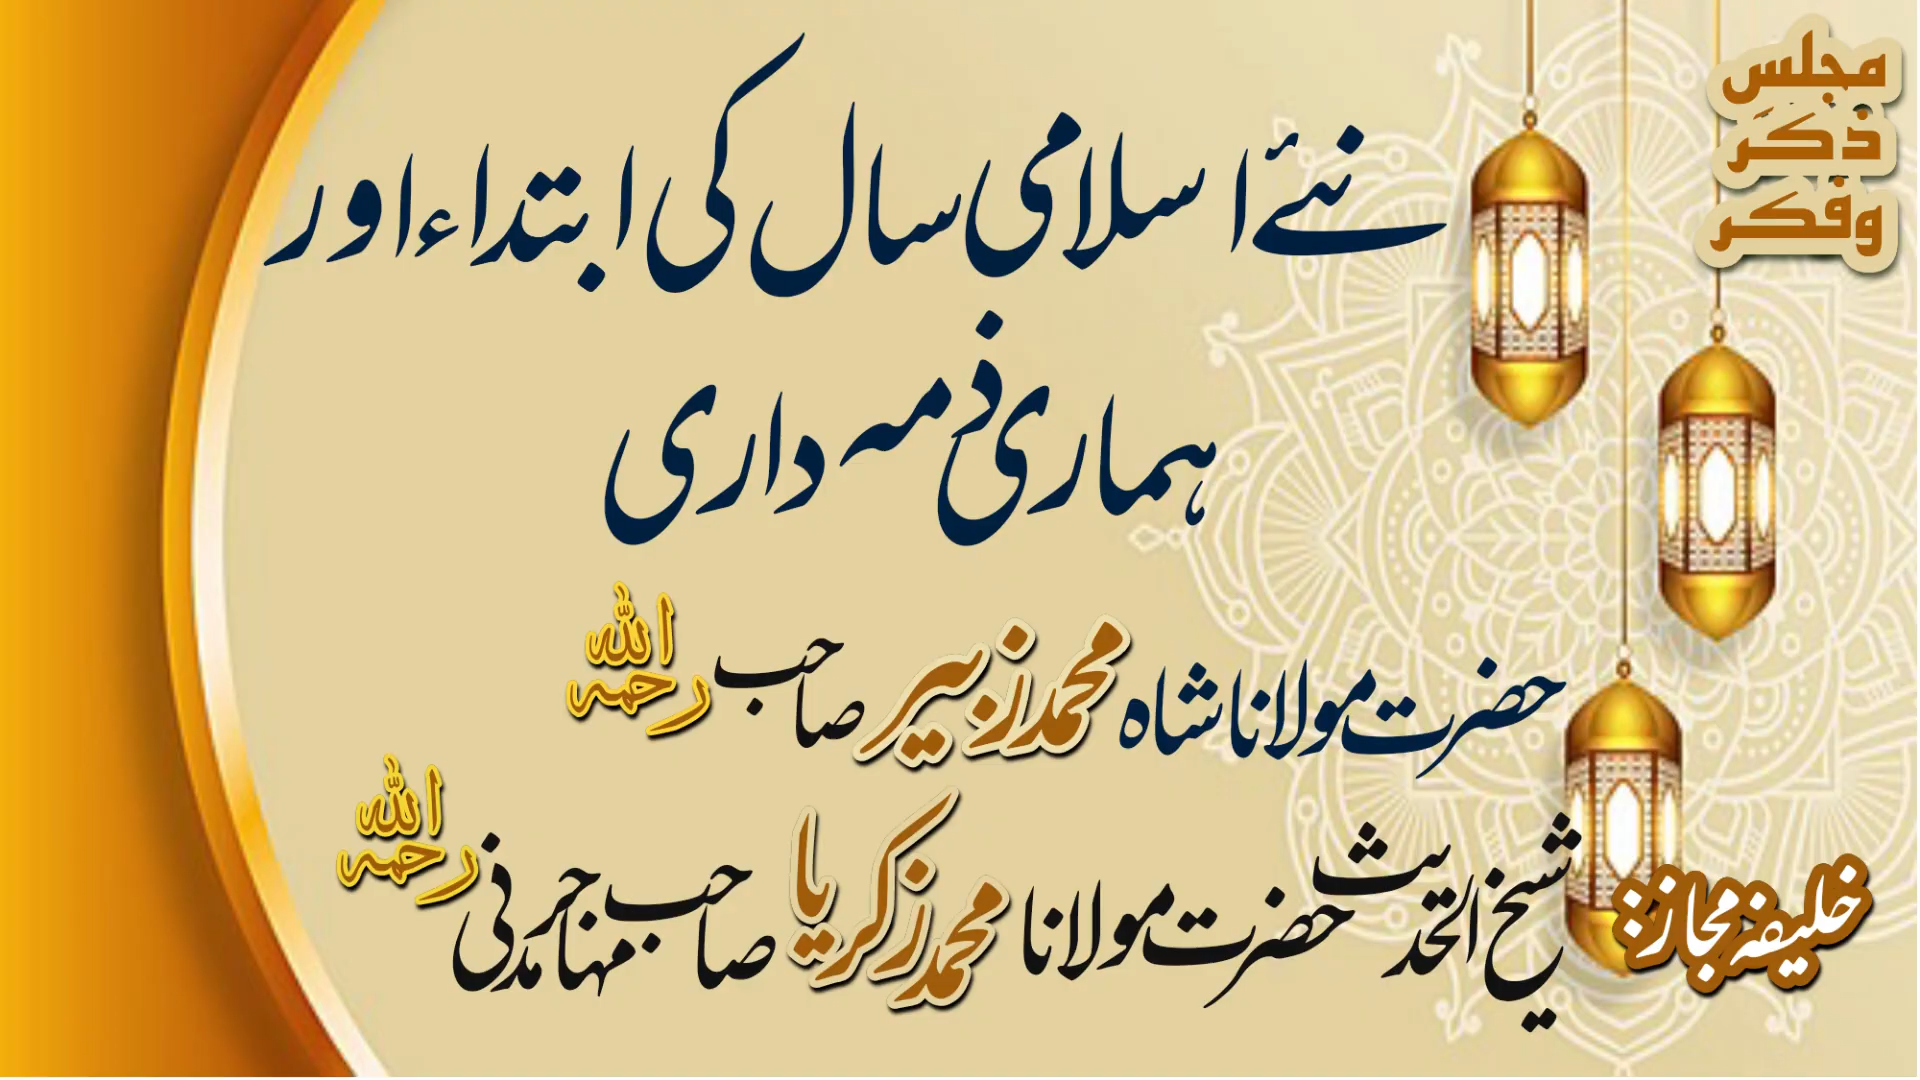 مجلس
ذکر
وفکر
نئے اسلامی سال کی ابتداء اور
ہماری ذمہ داری
حضرت مولانا شاہ محمد زبیر صاحب رحمہ اللہ
خلیفہ مجاز: شیخ الحدیث حضرت مولانا محمد زکریا صاحب مہاجر مدنی رحمہ اللہ